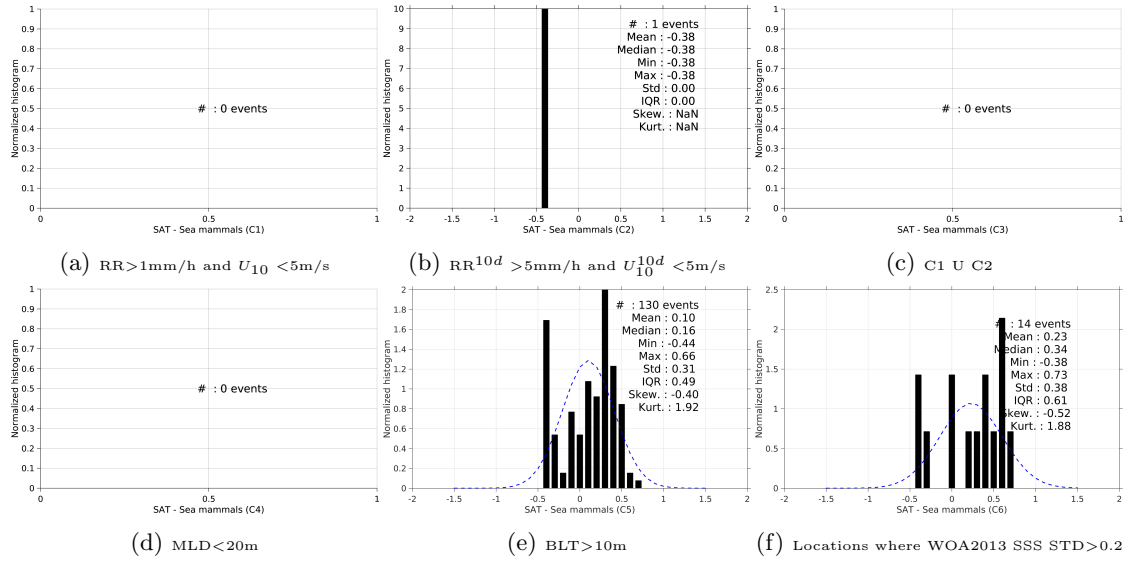 1
0.9
0.8
0.7
0.6
0.5
0.4
0.3
0.2
0.1
0
Normalized histogram
# : 0 events
0 0.5 1
SAT - Sea mammals (C1)
(a) RR>1mm/h and U10 <5m/s
10
9
8
7
6
5
4
3
2
1
0
Normalized histogram
# : 1 events
Mean : -0.38
Median : -0.38
Min : -0.38
Max : -0.38
Std : 0.00
IQR : 0.00
Skew. : NaN
Kurt. : NaN
-2 -1.5 -1 -0.5 0 0.5 1 1.5 2
SAT - Sea mammals (C2)
(b) RR10d >5mm/h and U10d10 <5m/s
1
0.9
0.8
0.7
0.6
0.5
0.4
0.3
0.2
0.1
0
Normalized histogram
# : 0 events
0 0.5 1
SAT - Sea mammals (C3)
(c) C1 U C2
1
0.9
0.8
0.7
0.6
0.5
0.4
0.3
0.2
0.1
0
Normalized histogram
# : 0 events
0 0.5 1
SAT - Sea mammals (C4)
(d) MLD<20m
2
1.8
1.6
1.4
1.2
1
0.8
0.6
0.4
0.2
0
Normalized histogram
# : 130 events
Mean : 0.10
Median : 0.16
Min : -0.44
Max : 0.66
Std : 0.31
IQR : 0.49
Skew. : -0.40
Kurt. : 1.92
-2 -1.5 -1 -0.5 0 0.5 1 1.5 2
SAT - Sea mammals (C5)
(e) BLT>10m
2.5
2
1.5
1
0.5
0
Normalized histogram
# : 14 events
Mean : 0.23
Median : 0.34
Min : -0.38
Max : 0.73
Std : 0.38
IQR : 0.61
Skew. : -0.52
Kurt. : 1.88
-2 -1.5 -1 -0.5 0 0.5 1 1.5 2
SAT - Sea mammals (C6)
(f) Locations where WOA2013 SSS STD>0.2